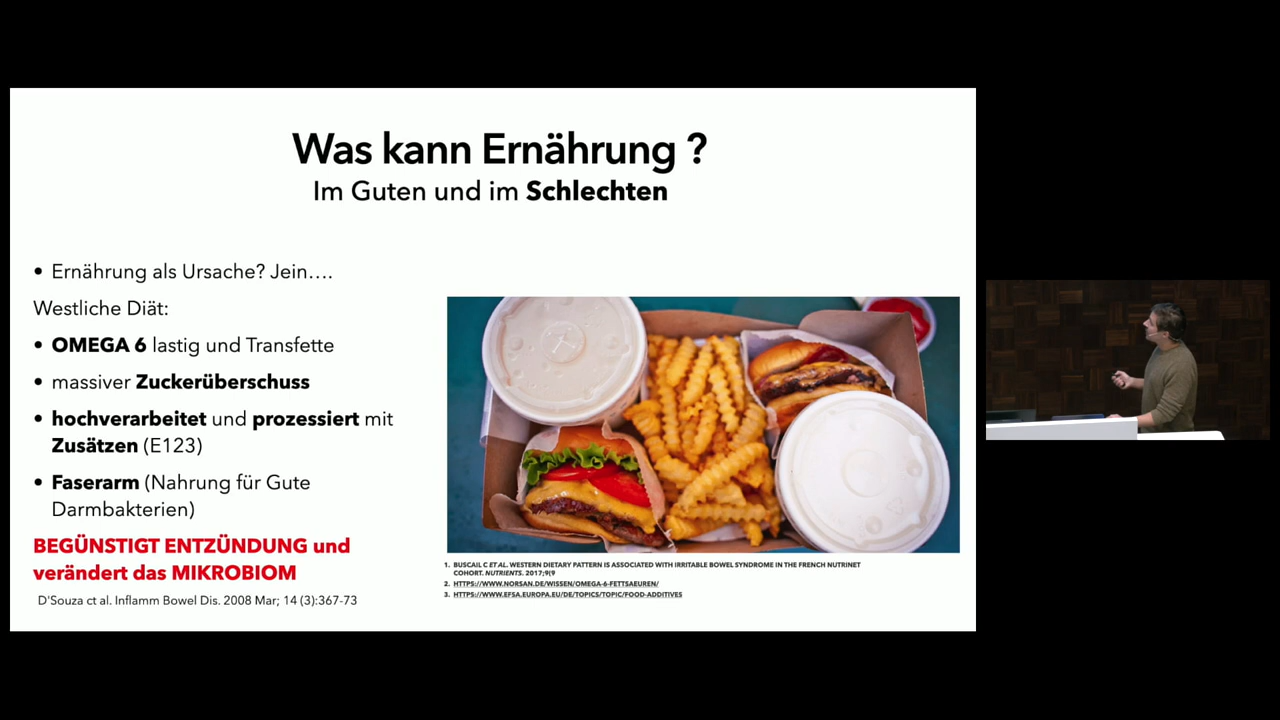 Was kann Ernährung ?
Im Guten und im Schlechten
• Ernährung als Ursache? Jein….
Westliche Diät:
• OMEGA 6 lastig und Transfette
• massiver Zuckerüberschuss
• hochverarbeitet und prozessiert mit
Zusätzen (E123)
• Faserarm (Nahrung für Gute
Darmbakterien)
BEGÜNSTIGT ENTZÜNDUNG und
verändert das MIKROBIOM
D'Souza ct al. Inflamm Bowel Dis. 2008 Mar; 14 (3):367-73
1. BUSCAIL C ET AL. WESTERN DIETARY PATTERN IS ASSOCIATED WITH IRRITABLE BOWEL SYNDROME IN THE FRENCH NUTRINET
COHORT. NUTRIENTS. 2017;9(9
2. HTTPS://WWW.NORSAN.DE/WISSEN/OMEGA-6-FETTSAEUREN/
3. HTTPS://WWW.EFSA.EUROPA.EU/DE/TOPICS/TOPIC/FOOD-ADDITIVES